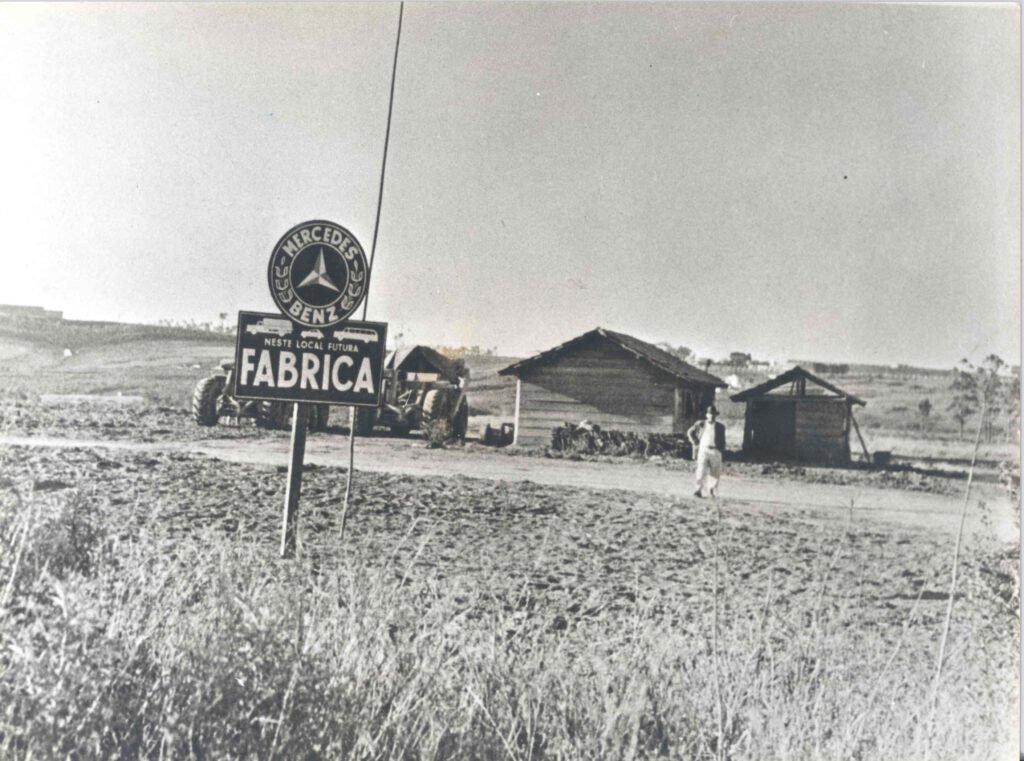 MERCEDES
BENZ
NESTE LOCAL FUTURA
FABRICA